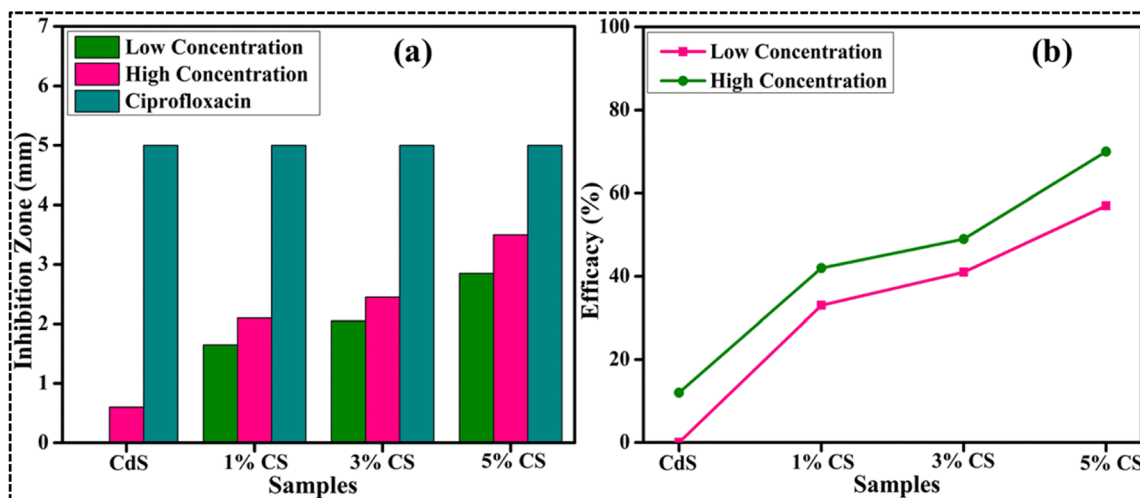 (a)
Low Concentration
High Concentration
Ciprofloxacin
7
6
5
4
3
2
1
0
Inhibition Zone (mm)
CdS 1% CS 3% CS 5% CS
Samples
(b)
Low Concentration
High Concentration
100
80
60
40
20
0
Efficacy (%)
CdS 1% CS 3% CS 5% CS
Samples